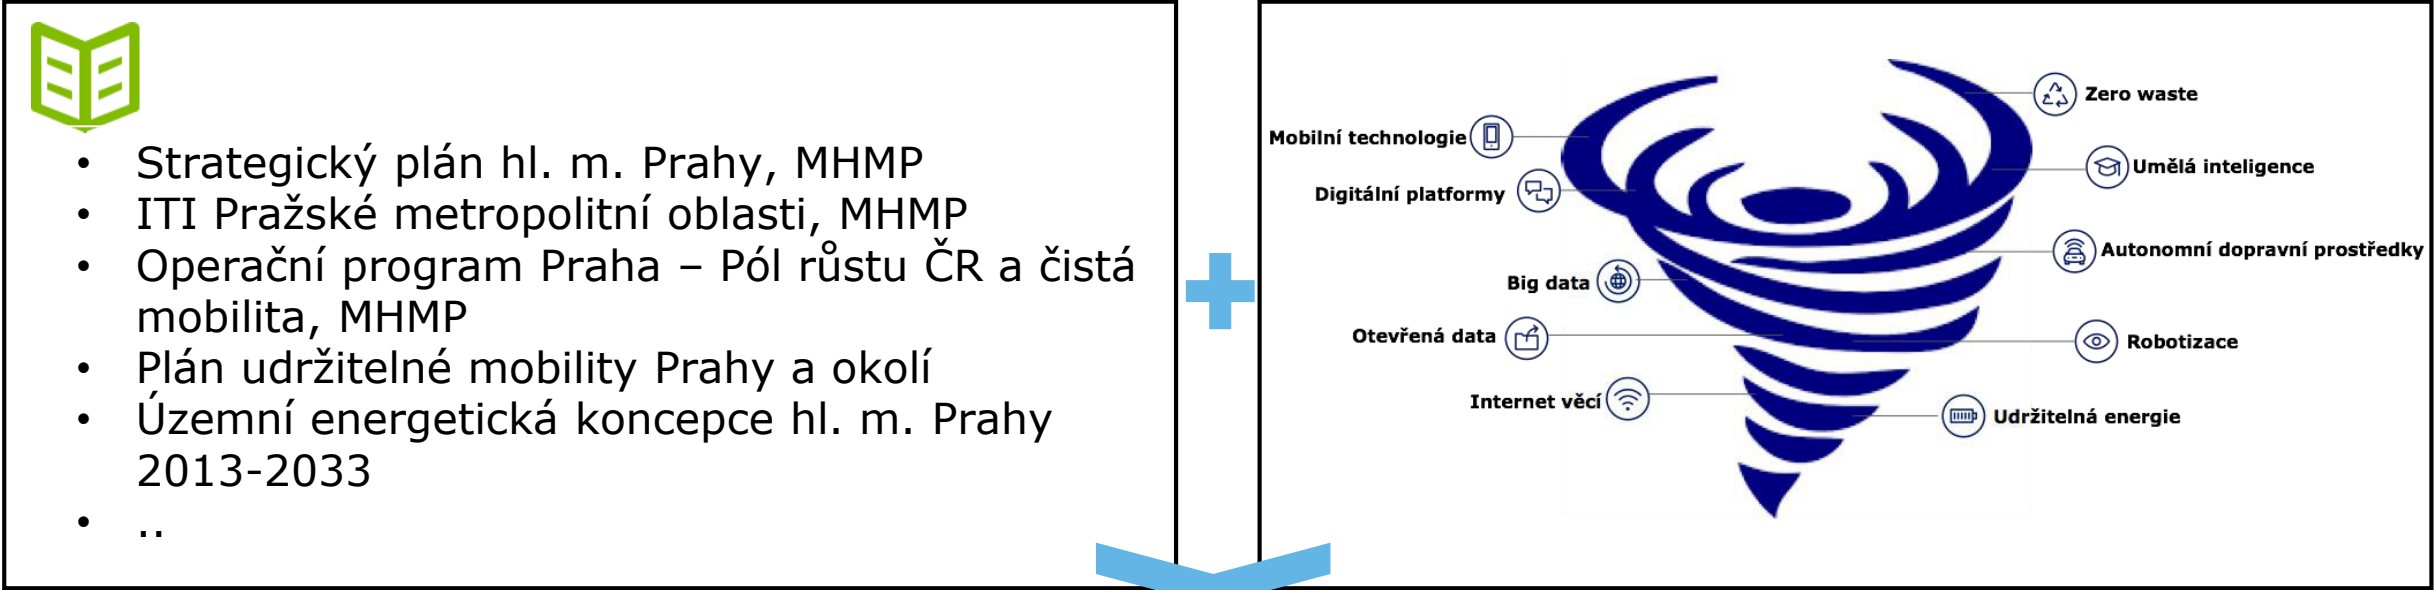 • Strategický plán hl. m. Prahy, MHMP
• ITI Pražské metropolitní oblasti, MHMP
• Operační program Praha – Pól růstu ČR a čistá
mobilita, MHMP
• Plán udržitelné mobility Prahy a okolí
• Územní energetická koncepce hl. m. Prahy
2013-2033
• ..
Mobilní technologie
Digitální platformy
Big data
Otevřená data
Internet věcí
Zero waste
Umělá inteligence
Autonomní dopravní prostředky
Robotizace
Udržitelná energie